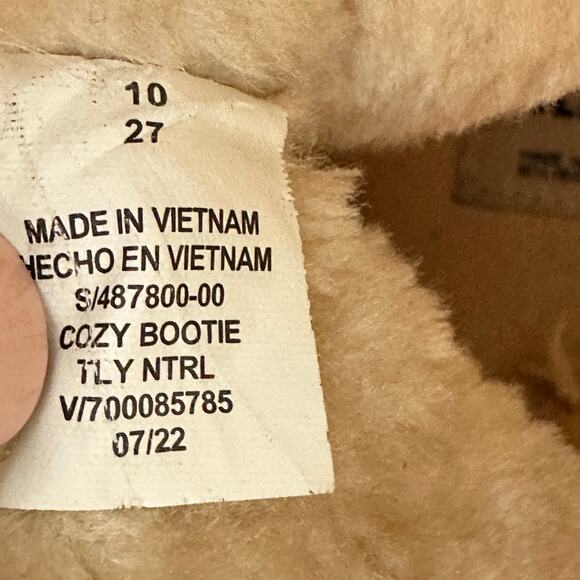 10
27
MADE IN VIETNAM
HECHO EN VIETNAM
S/487800-00
COZY BOOTIE
TLY NTRL
V/700085785
07/22